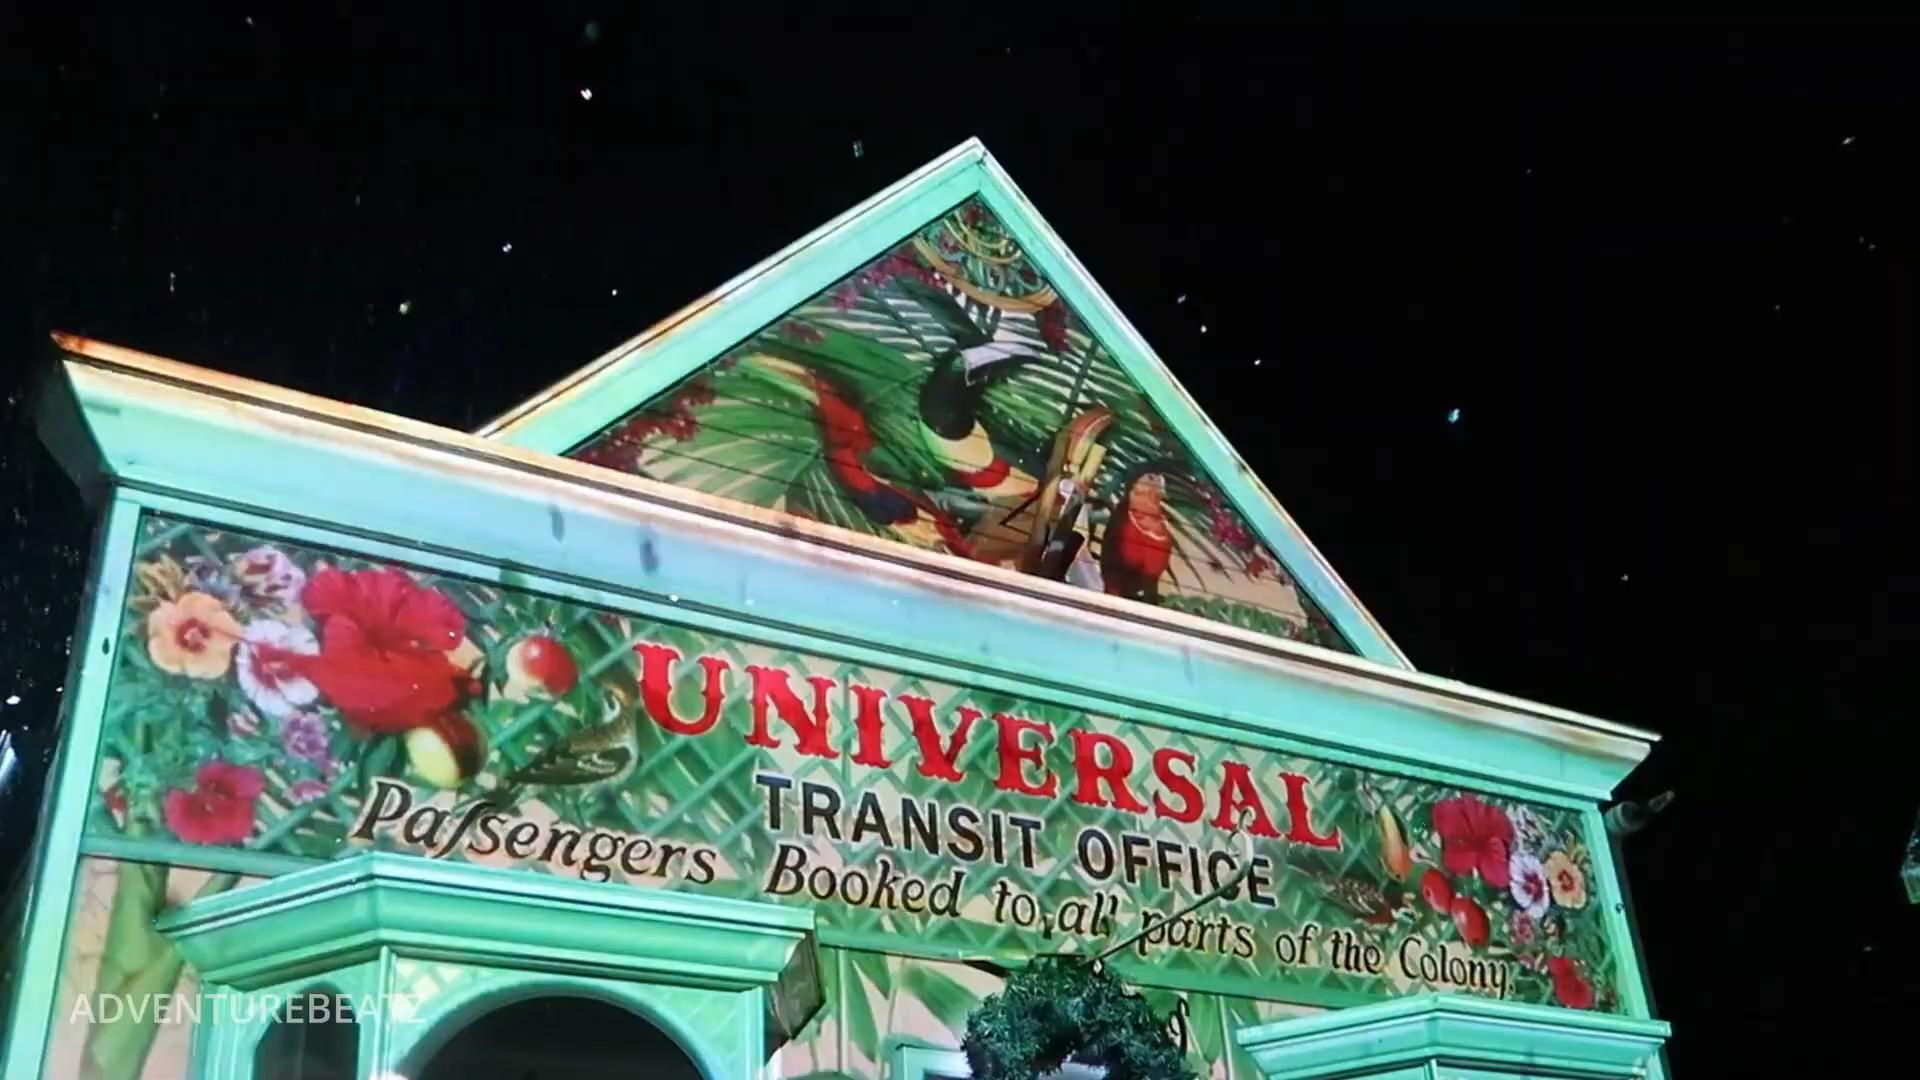 UNIVERSAL
TRANSIT OFFICE
Paſsengers Booked to all parts of the Colony.
ADVENTUREBEATZ